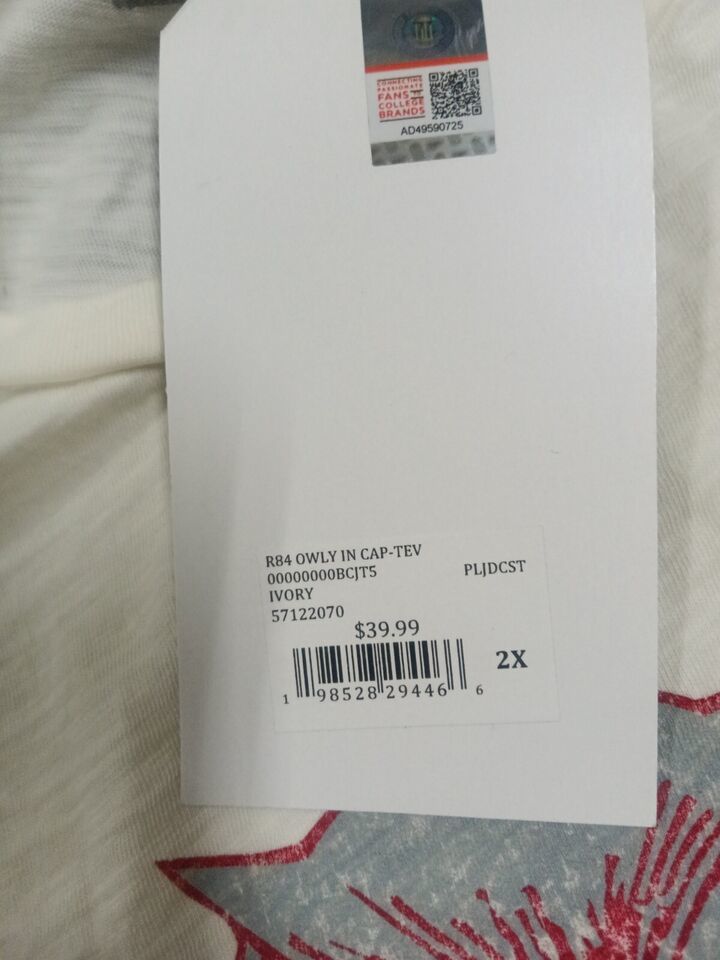 CONNECTING
PASSIONATE
FANS TO
COLLEGE
BRANDS
AD49590725
R84 OWLY IN CAP-TEV
00000000BCJT5 PLJDCST
IVORY
57122070
$39.99
2X
1 98528 29446 6